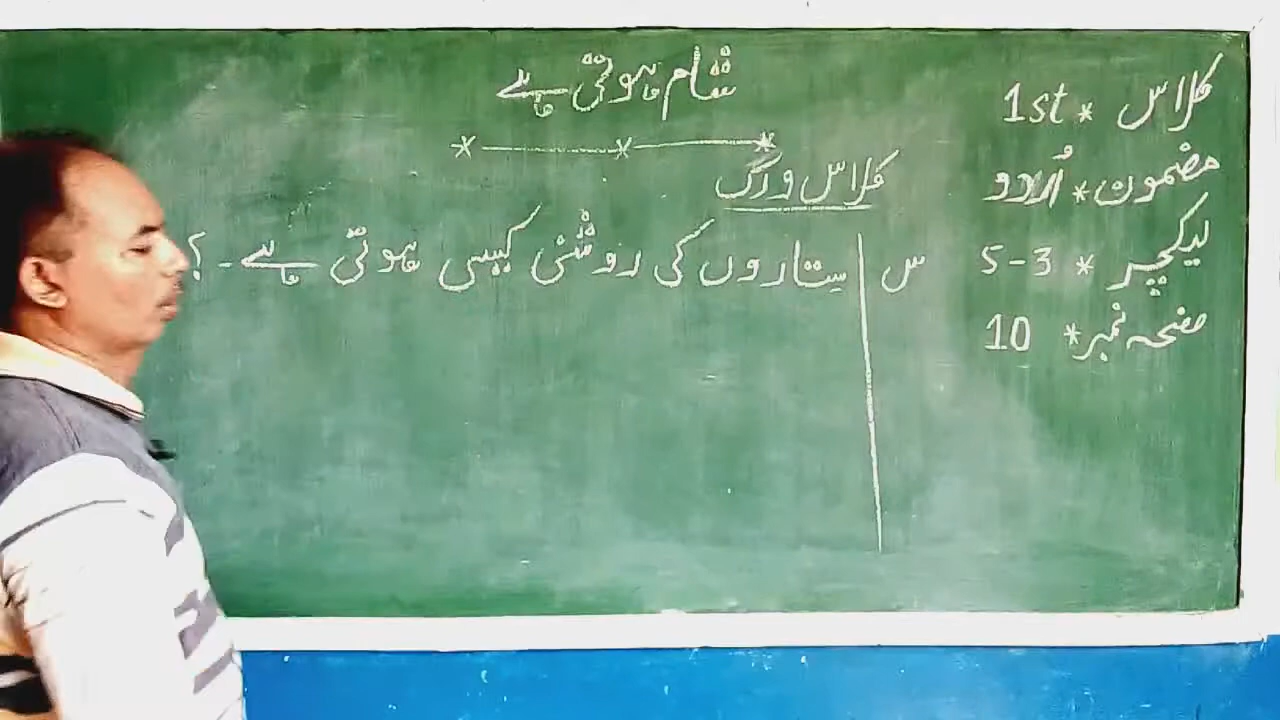 شام ہوتی ہے
کلاس ورک
س ستاروں کی روشنی کیسی ہوتی ہے۔؟
کلاس * 1st
مضمون * اُردو
لیکچر * 3-5
صفحہ نمبر * 10